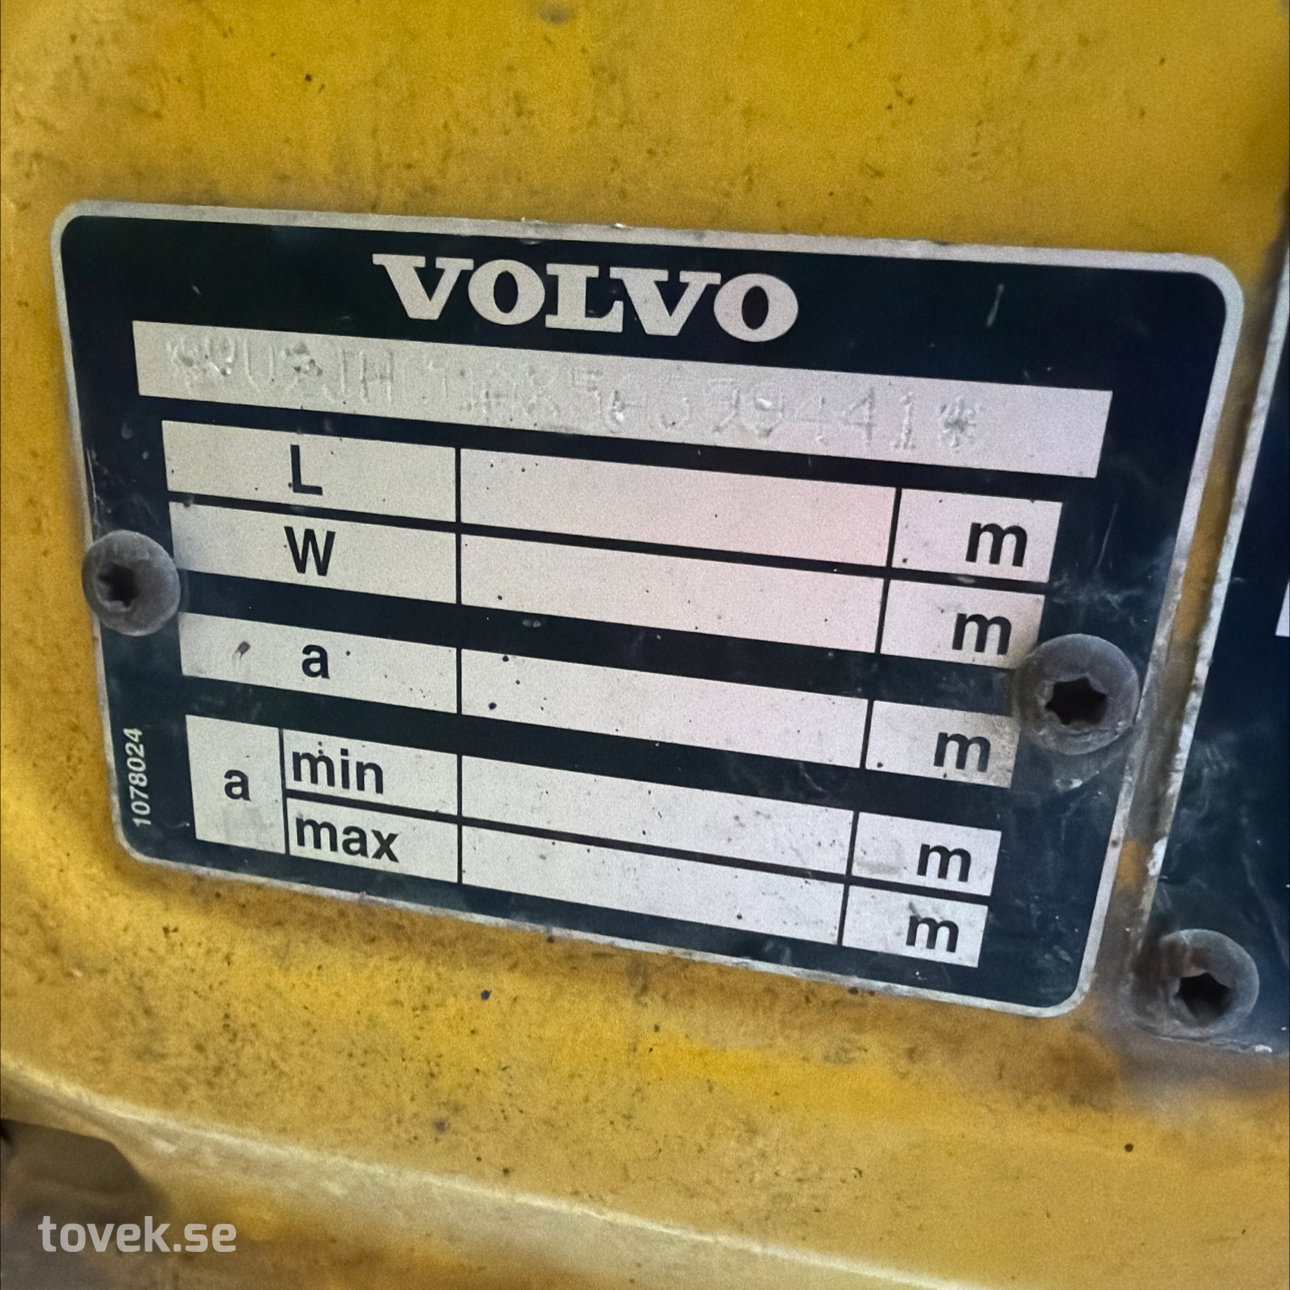 VOLVO
L m
W m
a m
a min m
max m
1078024
tovek.se